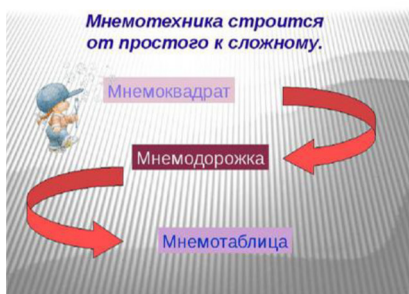 Мнемотехника строится
от простого к сложному.
Мнемоквадрат
Мнемодорожка
Мнемотаблица